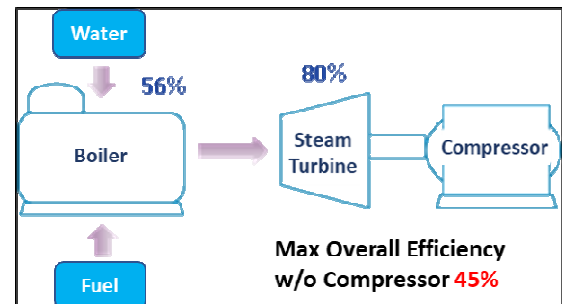 Water
56%
80%
Boiler
Steam
Turbine
Compressor
Fuel
Max Overall Efficiency
w/o Compressor 45%